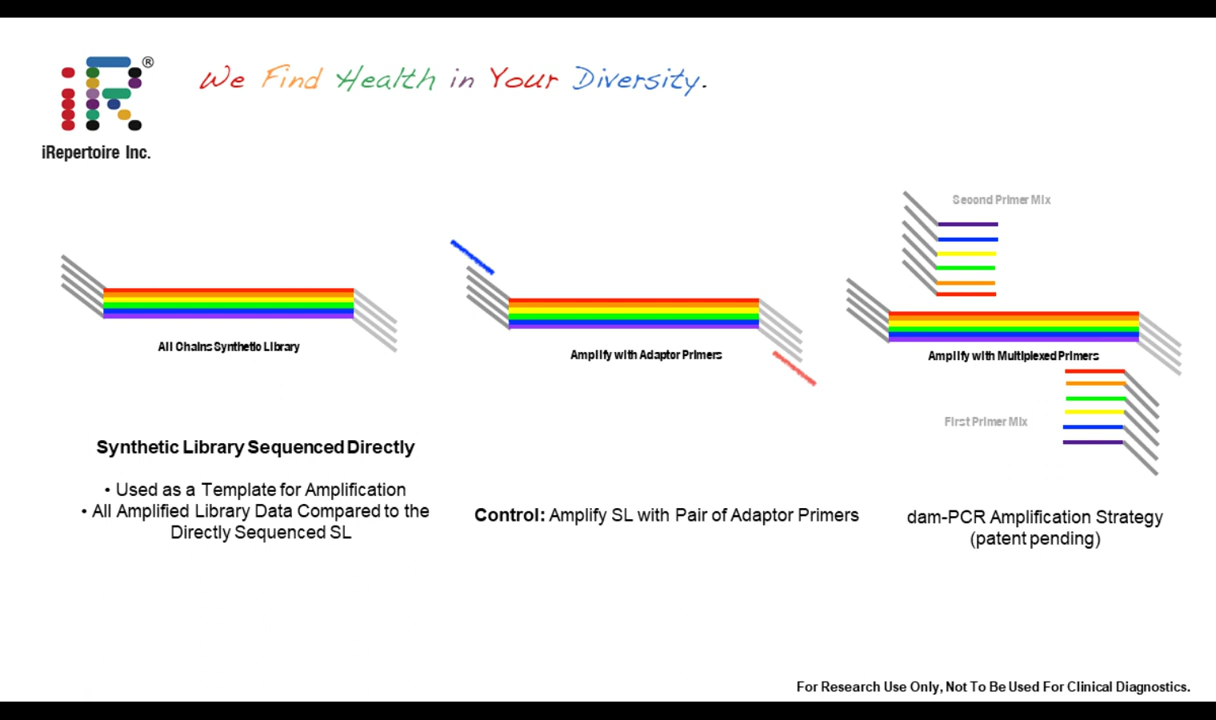 iR®
We Find Health in Your Diversity.
iRepertoire Inc.
Second Primer Mix
All Chains Synthetic Library
Amplify with Adaptor Primers
Amplify with Multiplexed Primers
First Primer Mix
Synthetic Library Sequenced Directly
• Used as a Template for Amplification
• All Amplified Library Data Compared to the
Directly Sequenced SL
Control: Amplify SL with Pair of Adaptor Primers
dam-PCR Amplification Strategy
(patent pending)
For Research Use Only, Not To Be Used For Clinical Diagnostics.